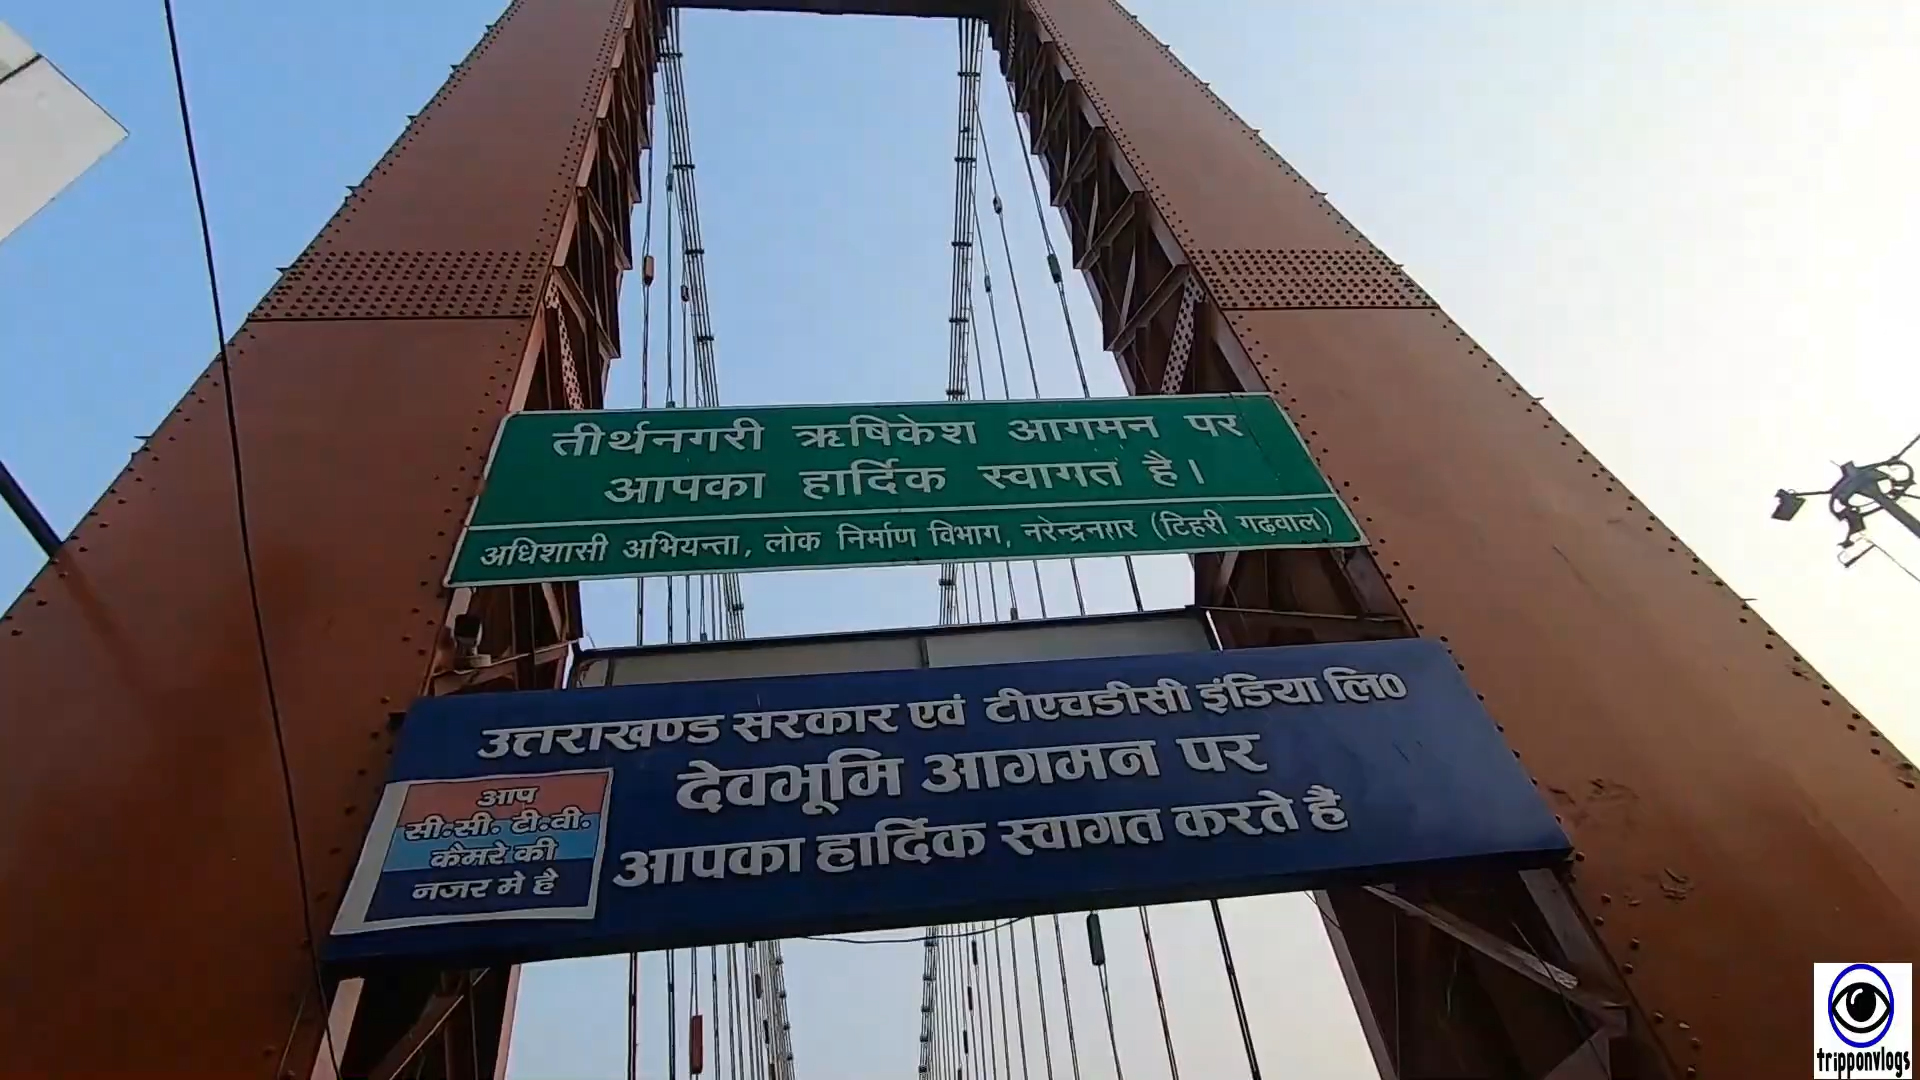 तीर्थनगरी ऋषिकेश आगमन पर
आपका हार्दिक स्वागत है।
अधिशासी अभियन्ता, लोक निर्माण विभाग, नरेन्द्रनगर (टिहरी गढ़वाल)
उत्तराखण्ड सरकार एवं टीएचडीसी इंडिया लि०
देवभूमि आगमन पर
आपका हार्दिक स्वागत करते हैं
आप
सी.सी. टी.वी.
कैमरे की
नजर मे है
tripponvlogs